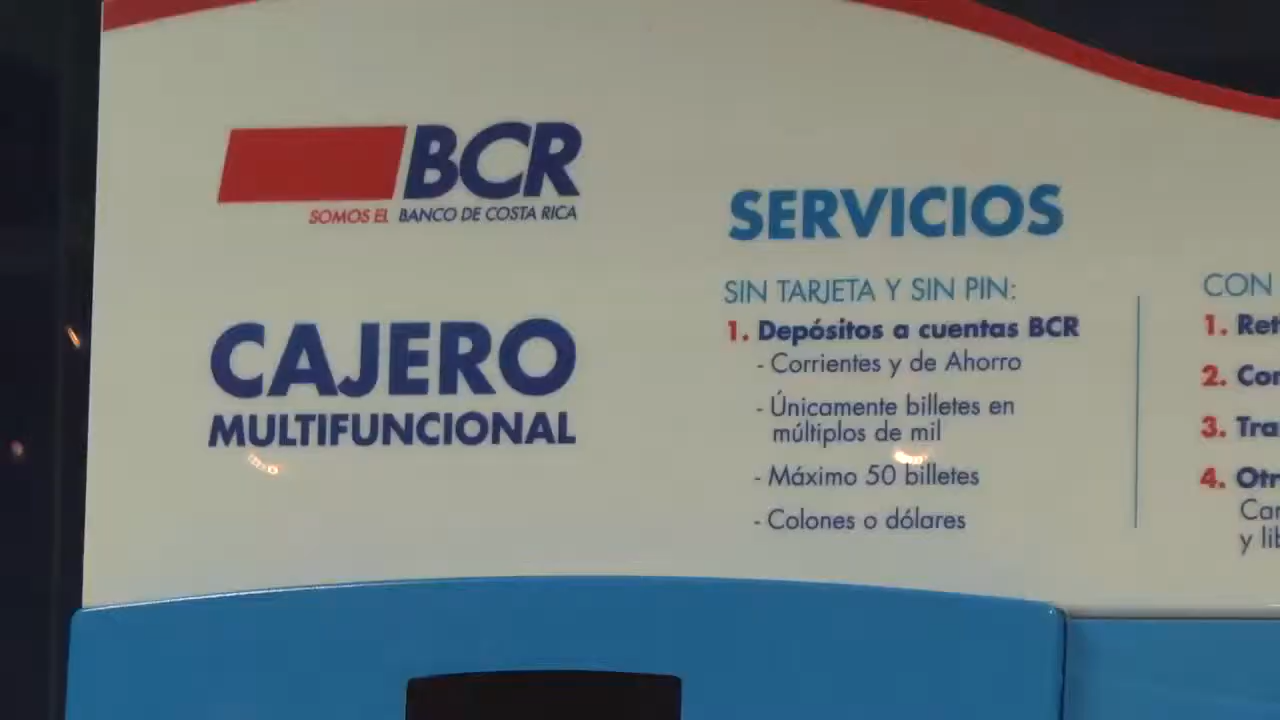 BCR
SOMOS EL BANCO DE COSTA RICA
CAJERO
MULTIFUNCIONAL
SERVICIOS
SIN TARJETA Y SIN PIN:
1. Depósitos a cuentas BCR
- Corrientes y de Ahorro
- Únicamente billetes en
múltiplos de mil
- Máximo 50 billetes
- Colones o dólares
CON
1.
2.
3.
4.
y